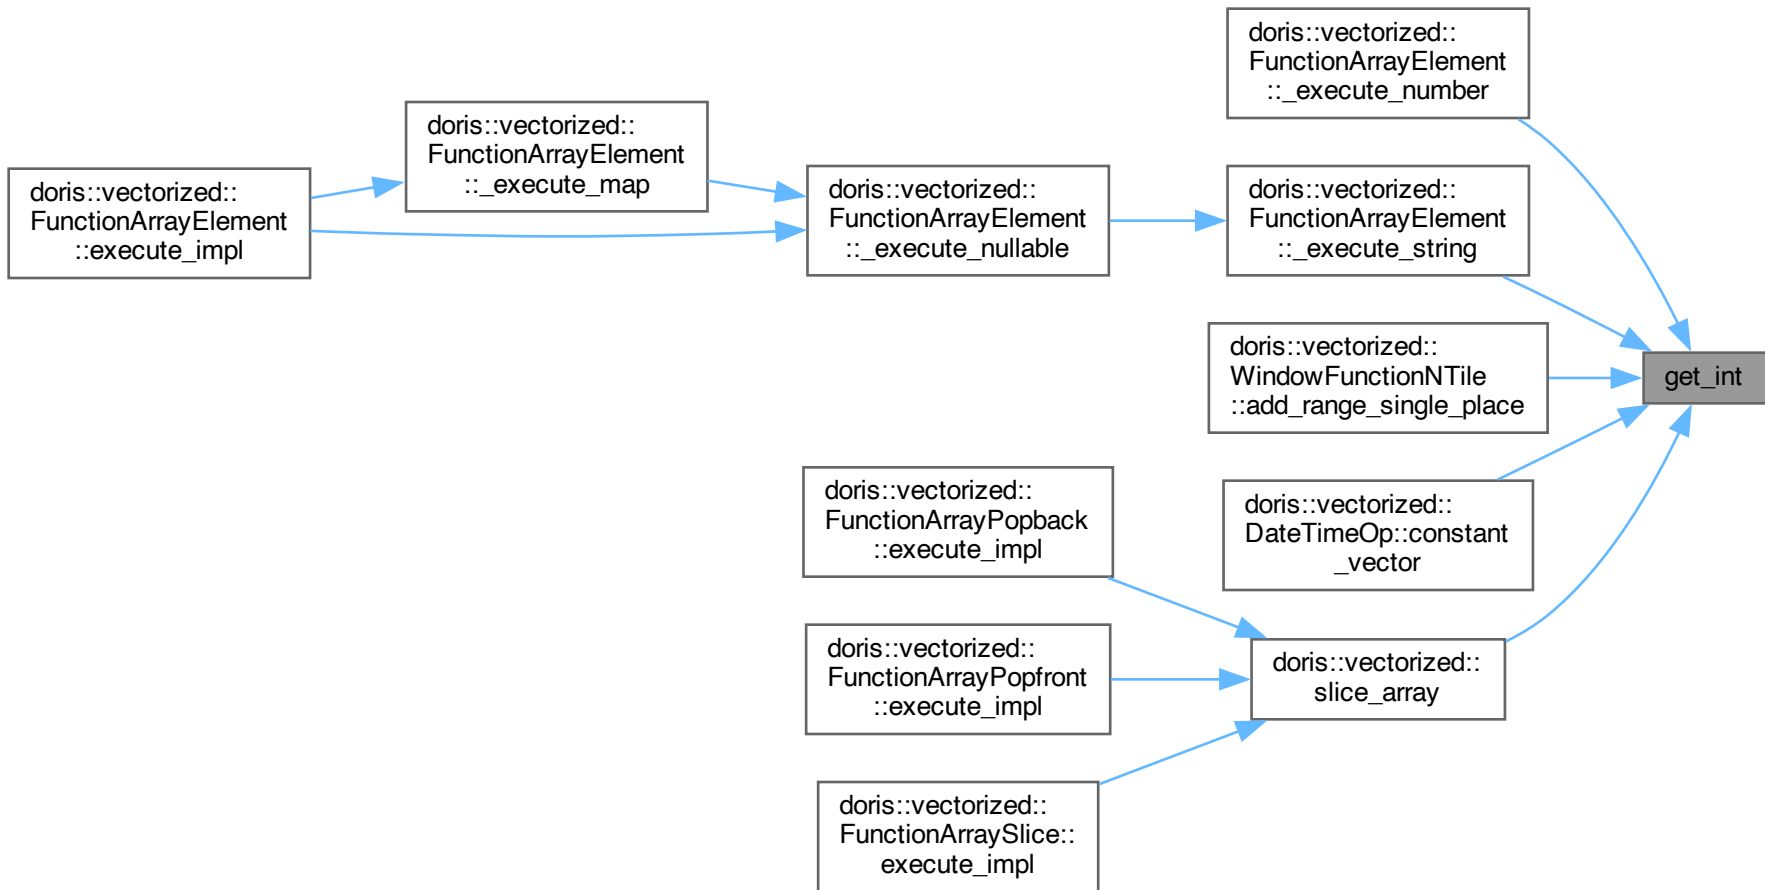 doris::vectorized::
FunctionArrayElement
::execute_impl
doris::vectorized::
FunctionArrayElement
::_execute_map
doris::vectorized::
FunctionArrayElement
::_execute_nullable
doris::vectorized::
FunctionArrayElement
::_execute_number
doris::vectorized::
FunctionArrayElement
::_execute_string
doris::vectorized::
WindowFunctionNTile
::add_range_single_place
get_int
doris::vectorized::
DateTimeOp::constant
_vector
doris::vectorized::
FunctionArrayPopback
::execute_impl
doris::vectorized::
FunctionArrayPopfront
::execute_impl
doris::vectorized::
slice_array
doris::vectorized::
FunctionArraySlice::
execute_impl